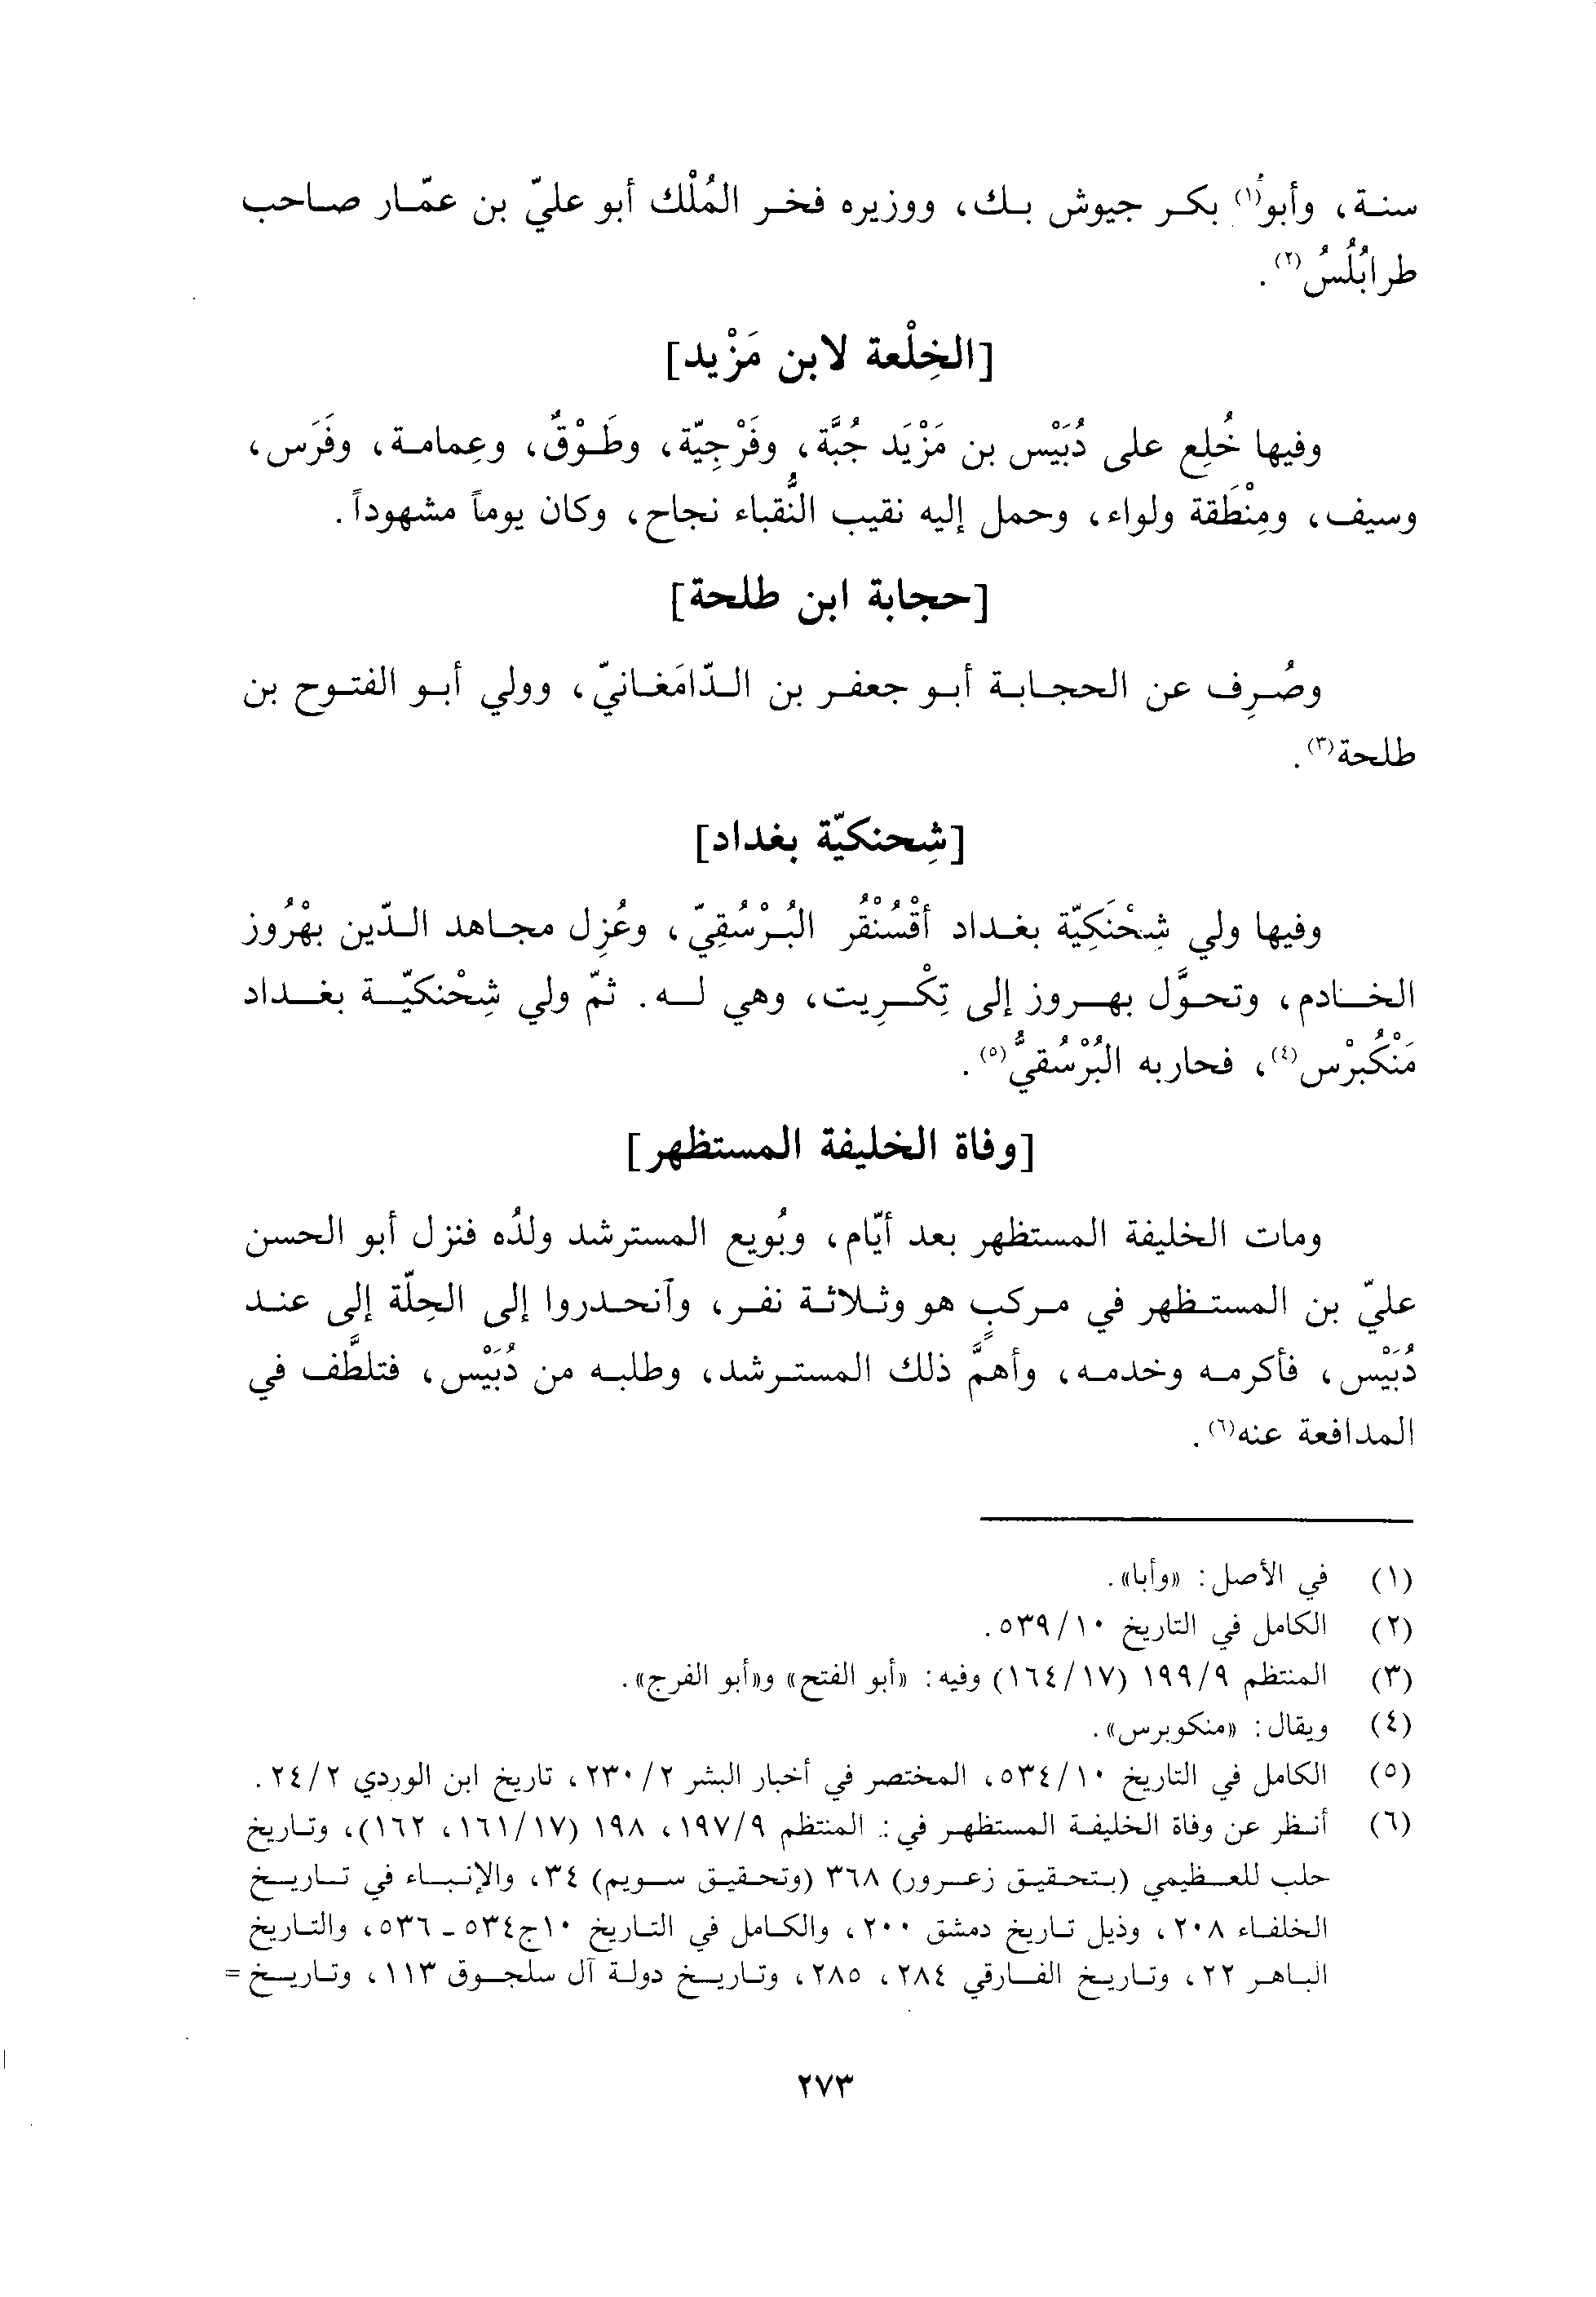 سنة، وأبو(١) بكر جيوش بك، ووزيره فخر المُلْك أبو عليّ بن عمّار صاحب
طرابُلُسُ(٢).
[الخِلْعة لابن مَزْيد]
وفيها خُلِع على دُبَيْس بن مَزْيَد جُبَّة، وفَرْجِيّة، وطَوْقٌ، وعِمامة، وفَرَس،
وسيف، ومِنْطَقة ولواء، وحمل إليه نقيب النُّقباء نجاح، وكان يوماً مشهوداً.
[حجابة ابن طلحة]
وصُرِف عن الحجابة أبو جعفر بن الدّامَغانيّ، وولي أبو الفتوح بن
طلحة(٣).
[شِحنكيّة بغداد]
وفيها ولي شِحْنَكِيّة بغداد أقْسُنْقُر البُرْسُقِيّ، وعُزِل مجاهد الدّين بهْرُوز
الخادم، وتحوَّل بهروز إلى تِكْرِيت، وهي له. ثمّ ولي شِحْنكيّة بغداد
مَنْكُبرْس(٤)، فحاربه البُرْسُقيُّ(٥).
[وفاة الخليفة المستظهر]
ومات الخليفة المستظهر بعد أيّام، وبُويع المسترشد ولدُه فنزل أبو الحسن
عليّ بن المستظهر في مركبٍ هو وثلاثة نفر، وآنحدروا إلى الحِلّة إلى عند
دُبَيْس، فأكرمه وخدمه، وأهمَّ ذلك المسترشد، وطلبه من دُبَيْس، فتلطَّف في
المدافعة عنه(٦).
(١) في الأصل: «وأبا».
(٢) الكامل في التاريخ ١٠/٥٣٩.
(٣) المنتظم ١٩٩/٩ (١٦٤/١٧) وفيه: «أبو الفتح» و«أبو الفرج».
(٤) ويقال: «منكوبرس».
(٥) الكامل في التاريخ ١٠/٥٣٤، المختصر في أخبار البشر ٢/٢٣٠، تاريخ ابن الوردي ٢/٢٤.
(٦) أنظر عن وفاة الخليفة المستظهر في: المنتظم ١٩٧/٩، ١٩٨ (١٦١/١٧، ١٦٢)، وتاريخ
حلب للعظيمي (بتحقيق زعرور) ٣٦٨ (وتحقيق سويم) ٣٤، والإنباء في تاريخ
الخلفاء ٢٠٨، وذيل تاريخ دمشق ٢٠٠، والكامل في التاريخ ١٠ج٥٣٤ ـ ٥٣٦، والتاريخ
الباهر ٢٢، وتاريخ الفارقي ٢٨٤، ٢٨٥، وتاريخ دولة آل سلجوق ١١٣، وتاريخ =
٢٧٣